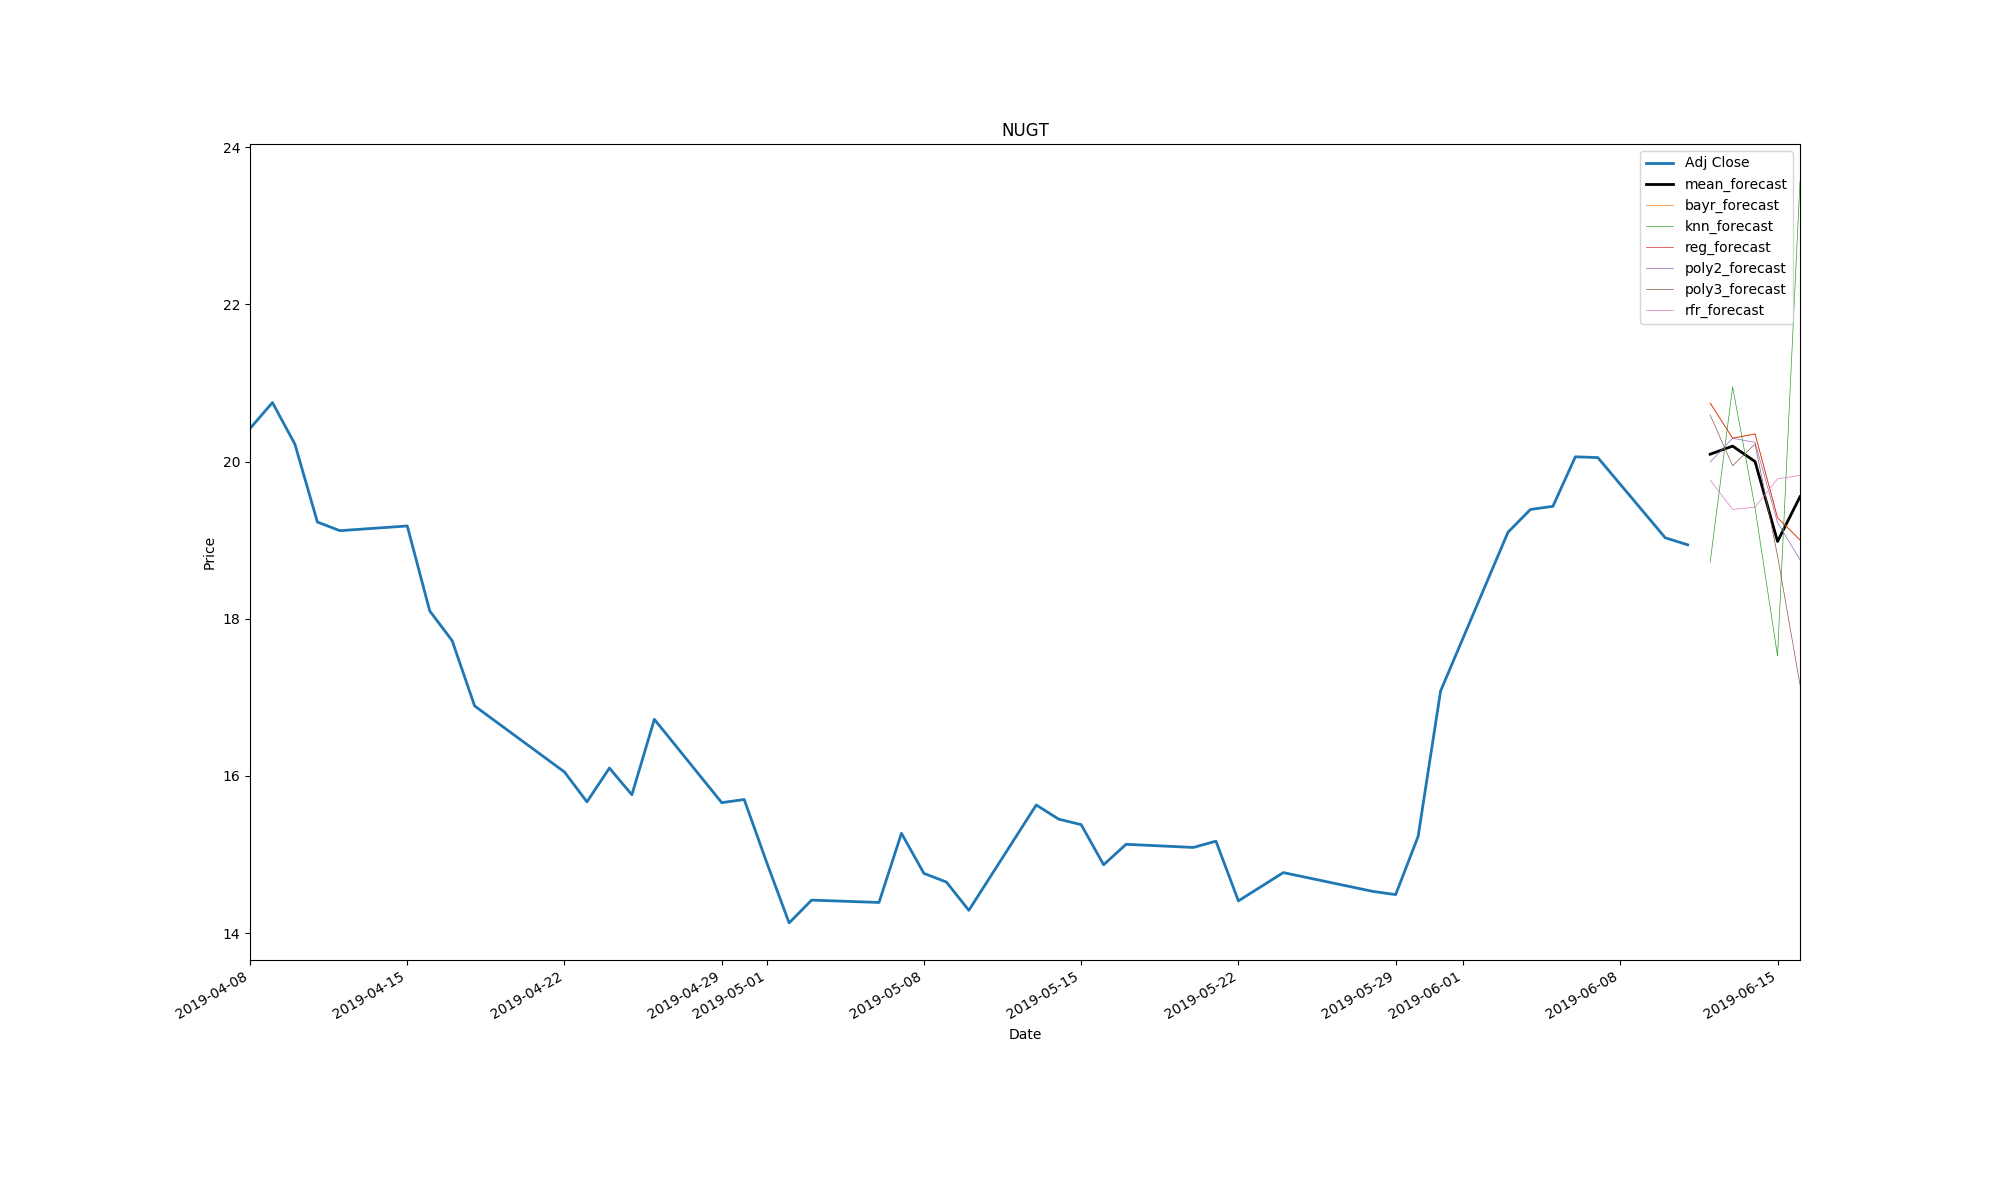 NUGT
24
22
20
18
16
14
Price
Adj Close
mean_forecast
bayr_forecast
knn_forecast
reg_forecast
poly2_forecast
poly3_forecast
rfr_forecast
2019-04-08
2019-04-15
2019-04-22
2019-04-29
2019-05-01
2019-05-08
2019-05-15
2019-05-22
2019-05-29
2019-06-01
2019-06-08
2019-06-15
Date